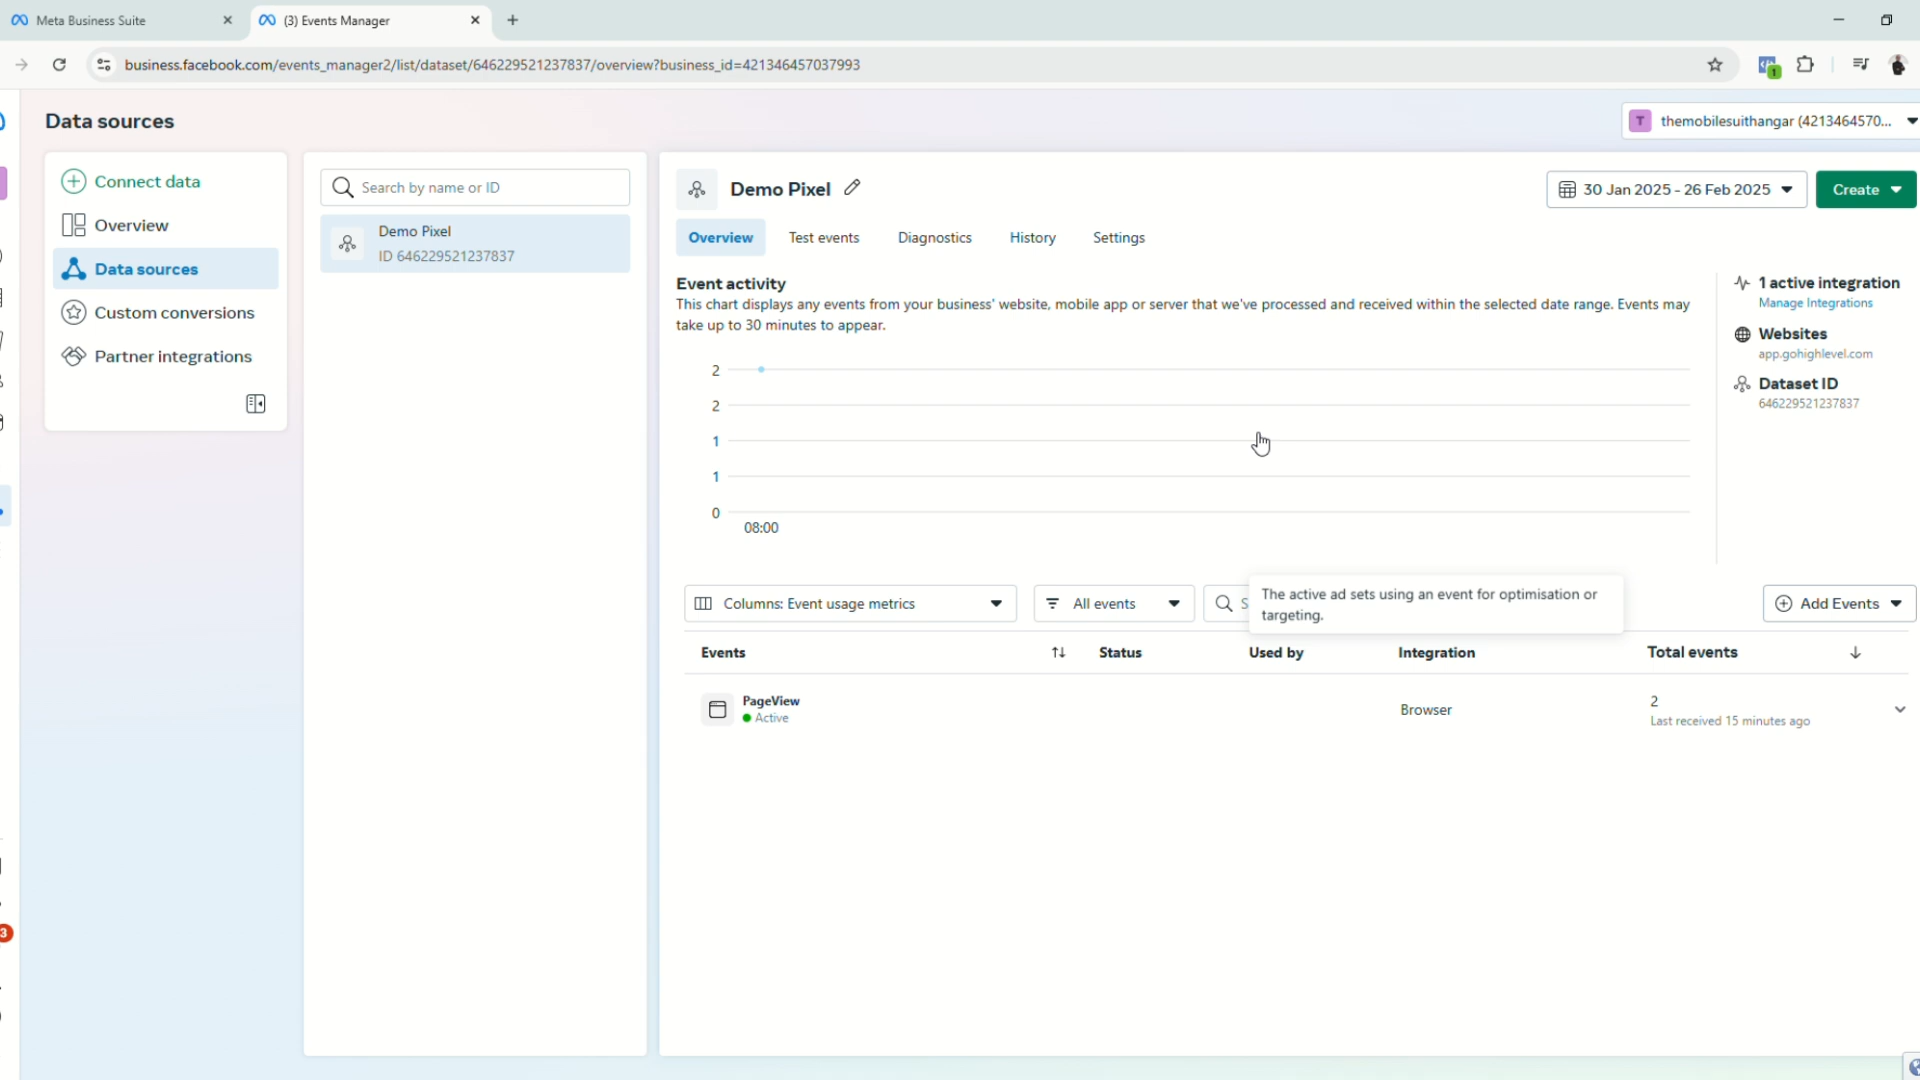 Meta Business Suite
(3) Events Manager
business.facebook.com/events_manager2/list/dataset/646229521237837/overview?business_id=421346457037993
1
Data sources
T themobilesuithangar (4213464570...
Connect data
Overview
Data sources
Custom conversions
Partner integrations
3
Search by name or ID
Demo Pixel
ID 646229521237837
Demo Pixel
30 Jan 2025 - 26 Feb 2025
Create
Overview
Test events
Diagnostics
History
Settings
Event activity
This chart displays any events from your business' website, mobile app or server that we've processed and received within the selected date range. Events may
take up to 30 minutes to appear.
2
2
1
1
0
08:00
1 active integration
Manage Integrations
Websites
app.gohighlevel.com
Dataset ID
646229521237837
Columns: Event usage metrics
All events
S
The active ad sets using an event for optimisation or
targeting.
Add Events
Events
Status
Used by
Integration
Total events
PageView
Active
Browser
2
Last received 15 minutes ago